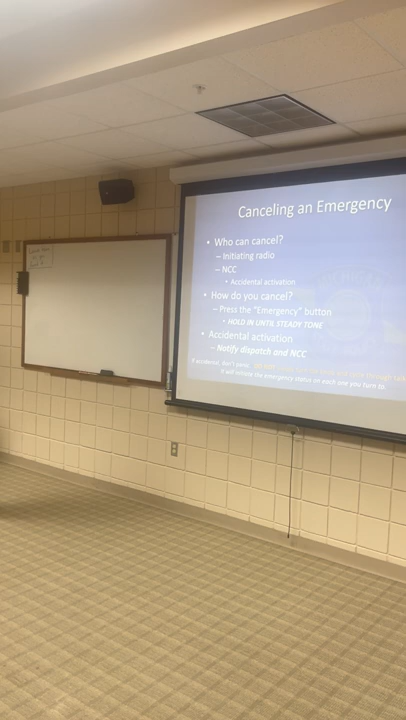 Canceling an Emergency
• Who can cancel?
– Initiating radio
– NCC
• Accidental activation
• How do you cancel?
– Press the "Emergency" button
• HOLD IN UNTIL STEADY TONE
• Accidental activation
– Notify dispatch and NCC
If accidental, don't panic.
It will initiate the emergency status on each one you turn to.